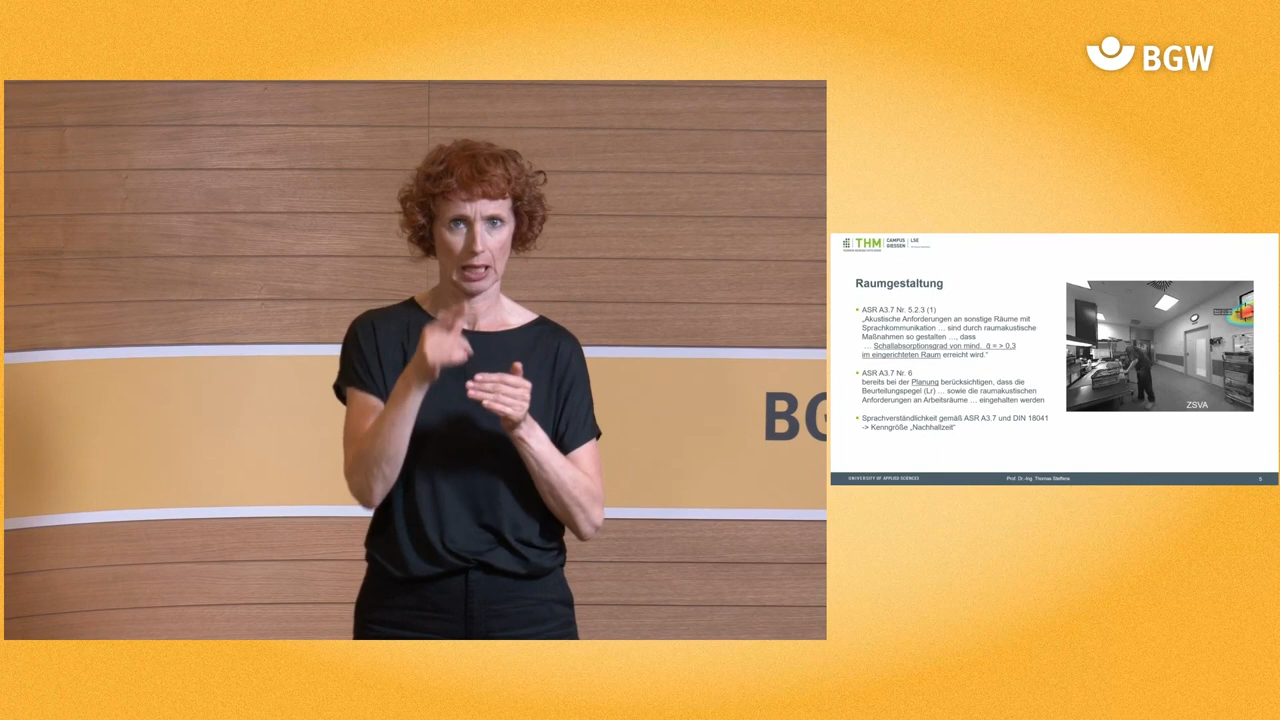 BGW
BG
THM
CAMPUS
GIESSEN
LSE
Raumgestaltung
• ASR A3.7 Nr. 5.2.3 (1)
„Akustische Anforderungen an sonstige Räume mit
Sprachkommunikation … sind durch raumakustische
Maßnahmen so gestalten …, dass
… Schallabsorptionsgrad von mind. ᾱ = > 0,3
im eingerichteten Raum erreicht wird.“
• ASR A3.7 Nr. 6
bereits bei der Planung berücksichtigen, dass die
Beurteilungspegel (Lr) … sowie die raumakustischen
Anforderungen an Arbeitsräume … eingehalten werden
• Sprachverständlichkeit gemäß ASR A3.7 und DIN 18041
-> Kenngröße „Nachhallzeit“
ZSVA
UNIVERSITY OF APPLIED SCIENCES
Prof. Dr.-Ing. Thomas Steffens
5